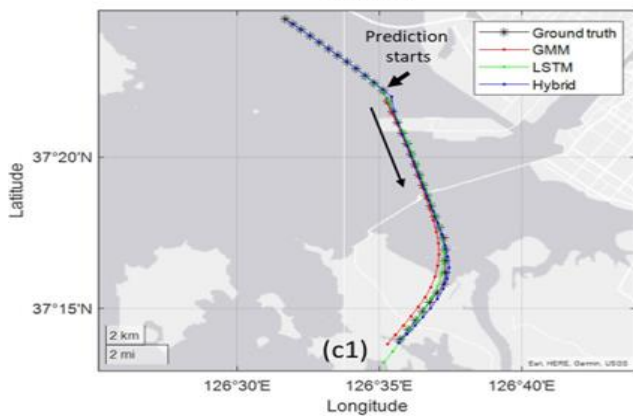 Prediction
starts
Ground truth
GMM
LSTM
Hybrid
Latitude
37°20'N
37°15'N
2 km
2 mi
(c1)
Esri, HERE, Garmin, USGS
126°30'E
126°35'E
126°40'E
Longitude